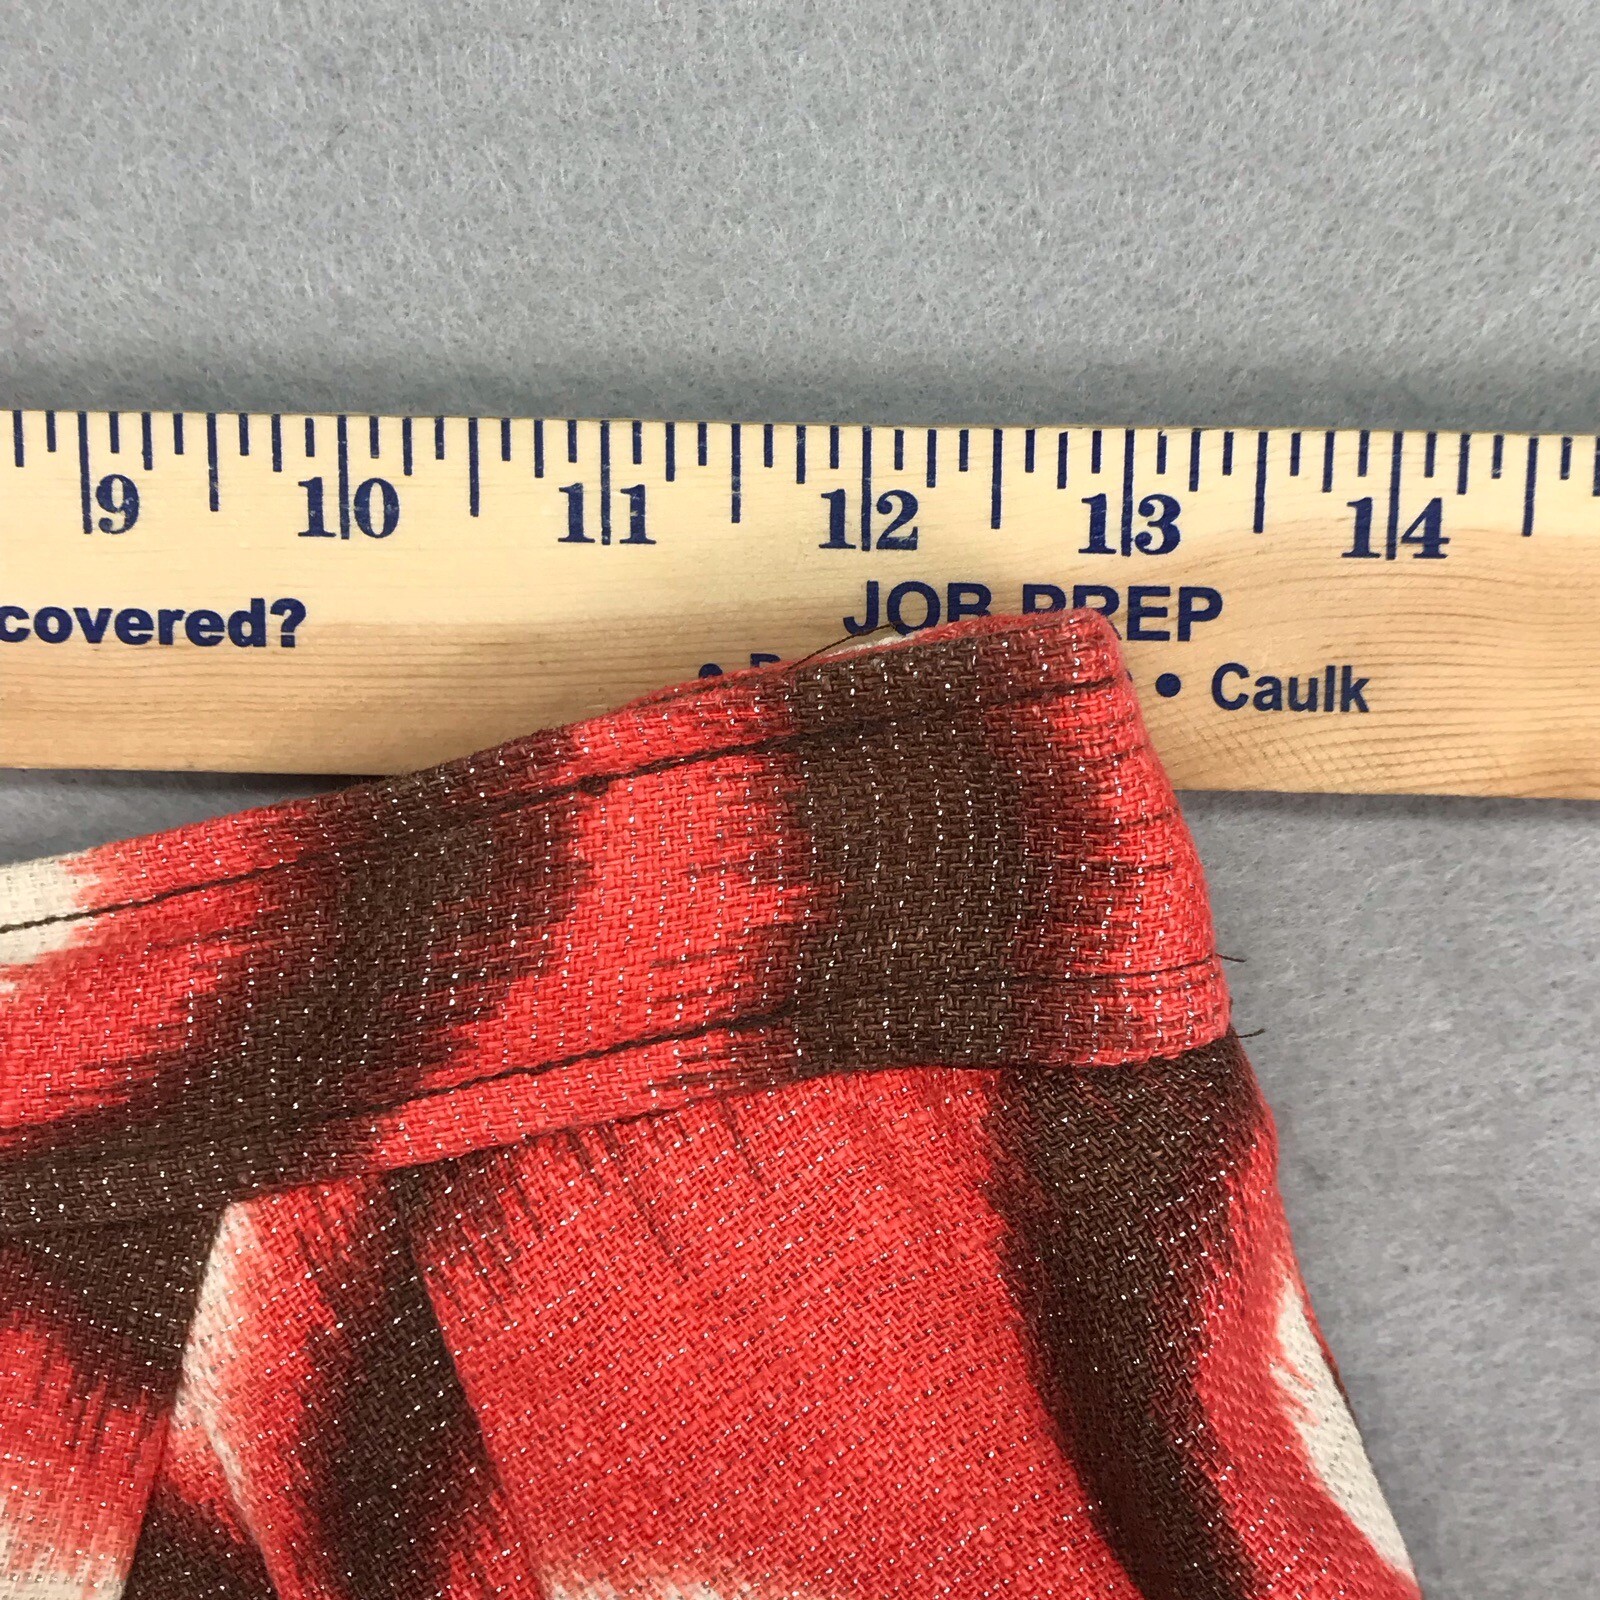 9 10 11 12 13 14
covered? JOB PREP
• • Caulk